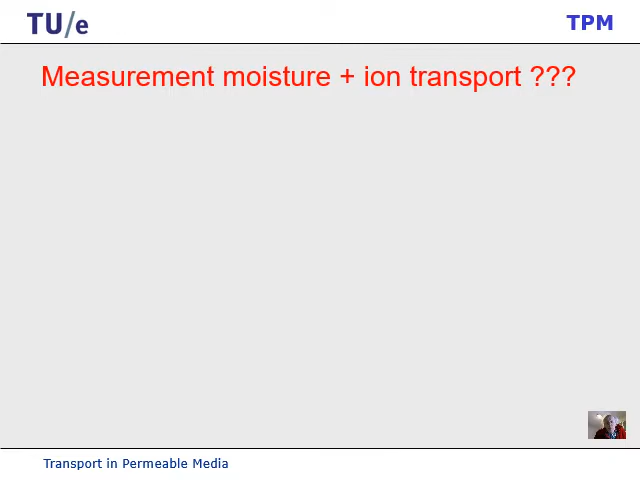 TU/e
TPM
Measurement moisture + ion transport ???
Transport in Permeable Media